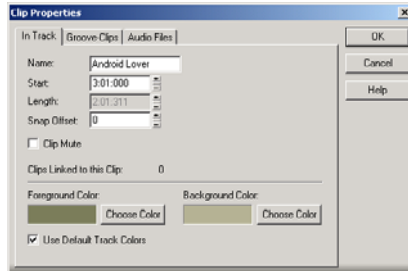 Clip Properties
In Track Groove-Clips Audio Files
OK
Cancel
Help
Name: Android Lover
Start: 3:01:000
Length: 2:01:311
Snap Offset: 0
Clip Mute
Clips Linked to this Clip: 0
Foreground Color: Background Color:
Choose Color Choose Color
Use Default Track Colors